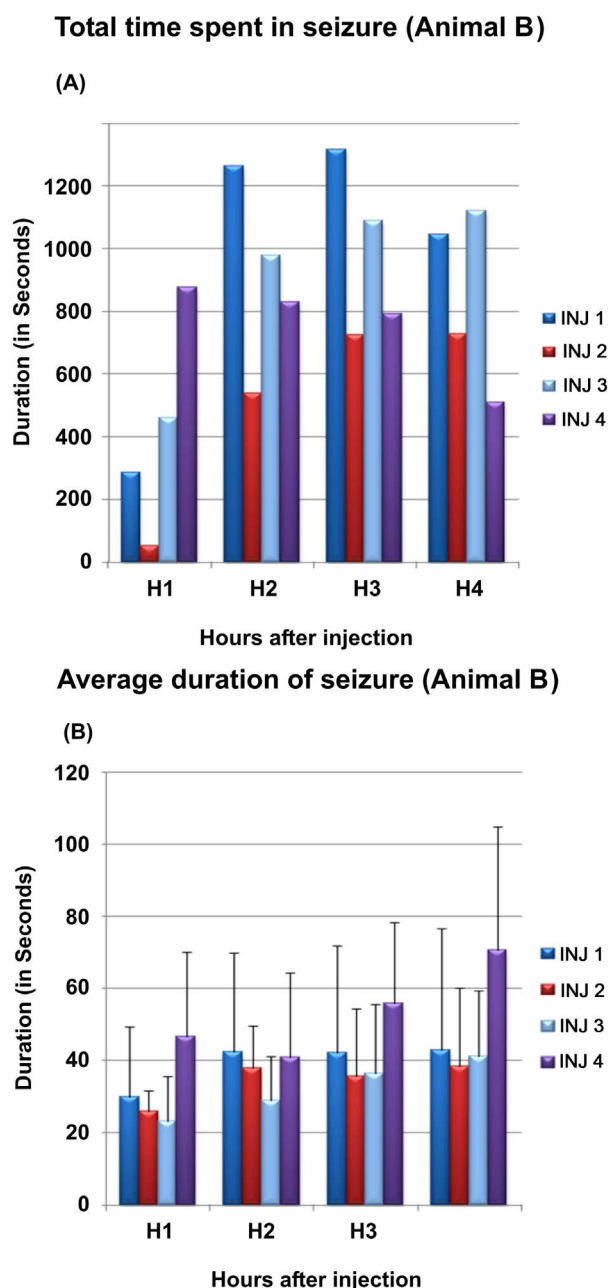 Total time spent in seizure (Animal B)
(A)
Duration (in Seconds)
1200
1000
800
600
400
200
0
H1 H2 H3 H4
Hours after injection
INJ 1
INJ 2
INJ 3
INJ 4
Average duration of seizure (Animal B)
(B)
Duration (in Seconds)
120
100
80
60
40
20
0
H1 H2 H3
Hours after injection
INJ 1
INJ 2
INJ 3
INJ 4